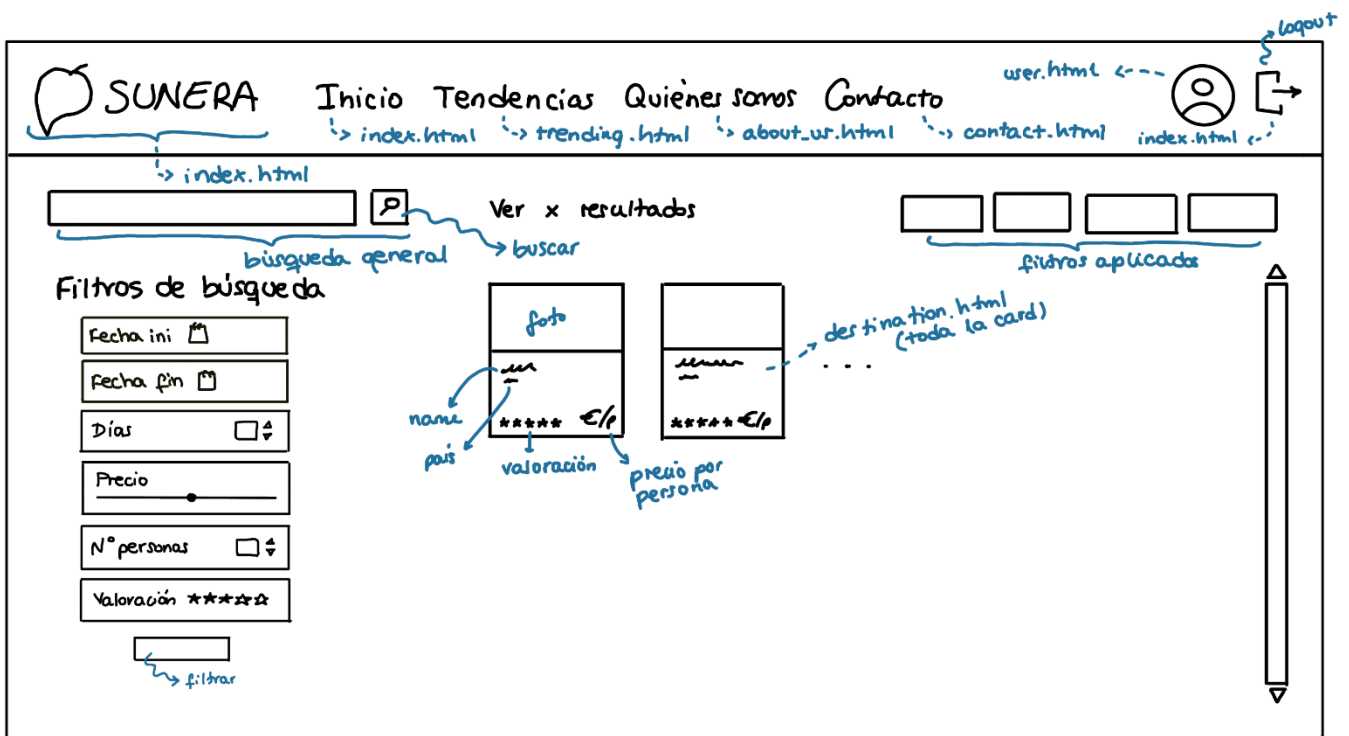 logout
SUNERA Inicio Tendencias Quiénes somos Contacto
user.html
index.html trending.html about_us.html contact.html index.html
index.html
Ver x resultados
búsqueda general
buscar
filtros aplicados
Filtros de búsqueda
Fecha ini
Fecha fin
Días
Precio
Nº personas
Valoración ★★★☆☆
filtrar
foto
destination.html
(toda la card)
. . .
name
país
★★★★★ €/p
★★★★★ €/p
valoración
precio por
persona